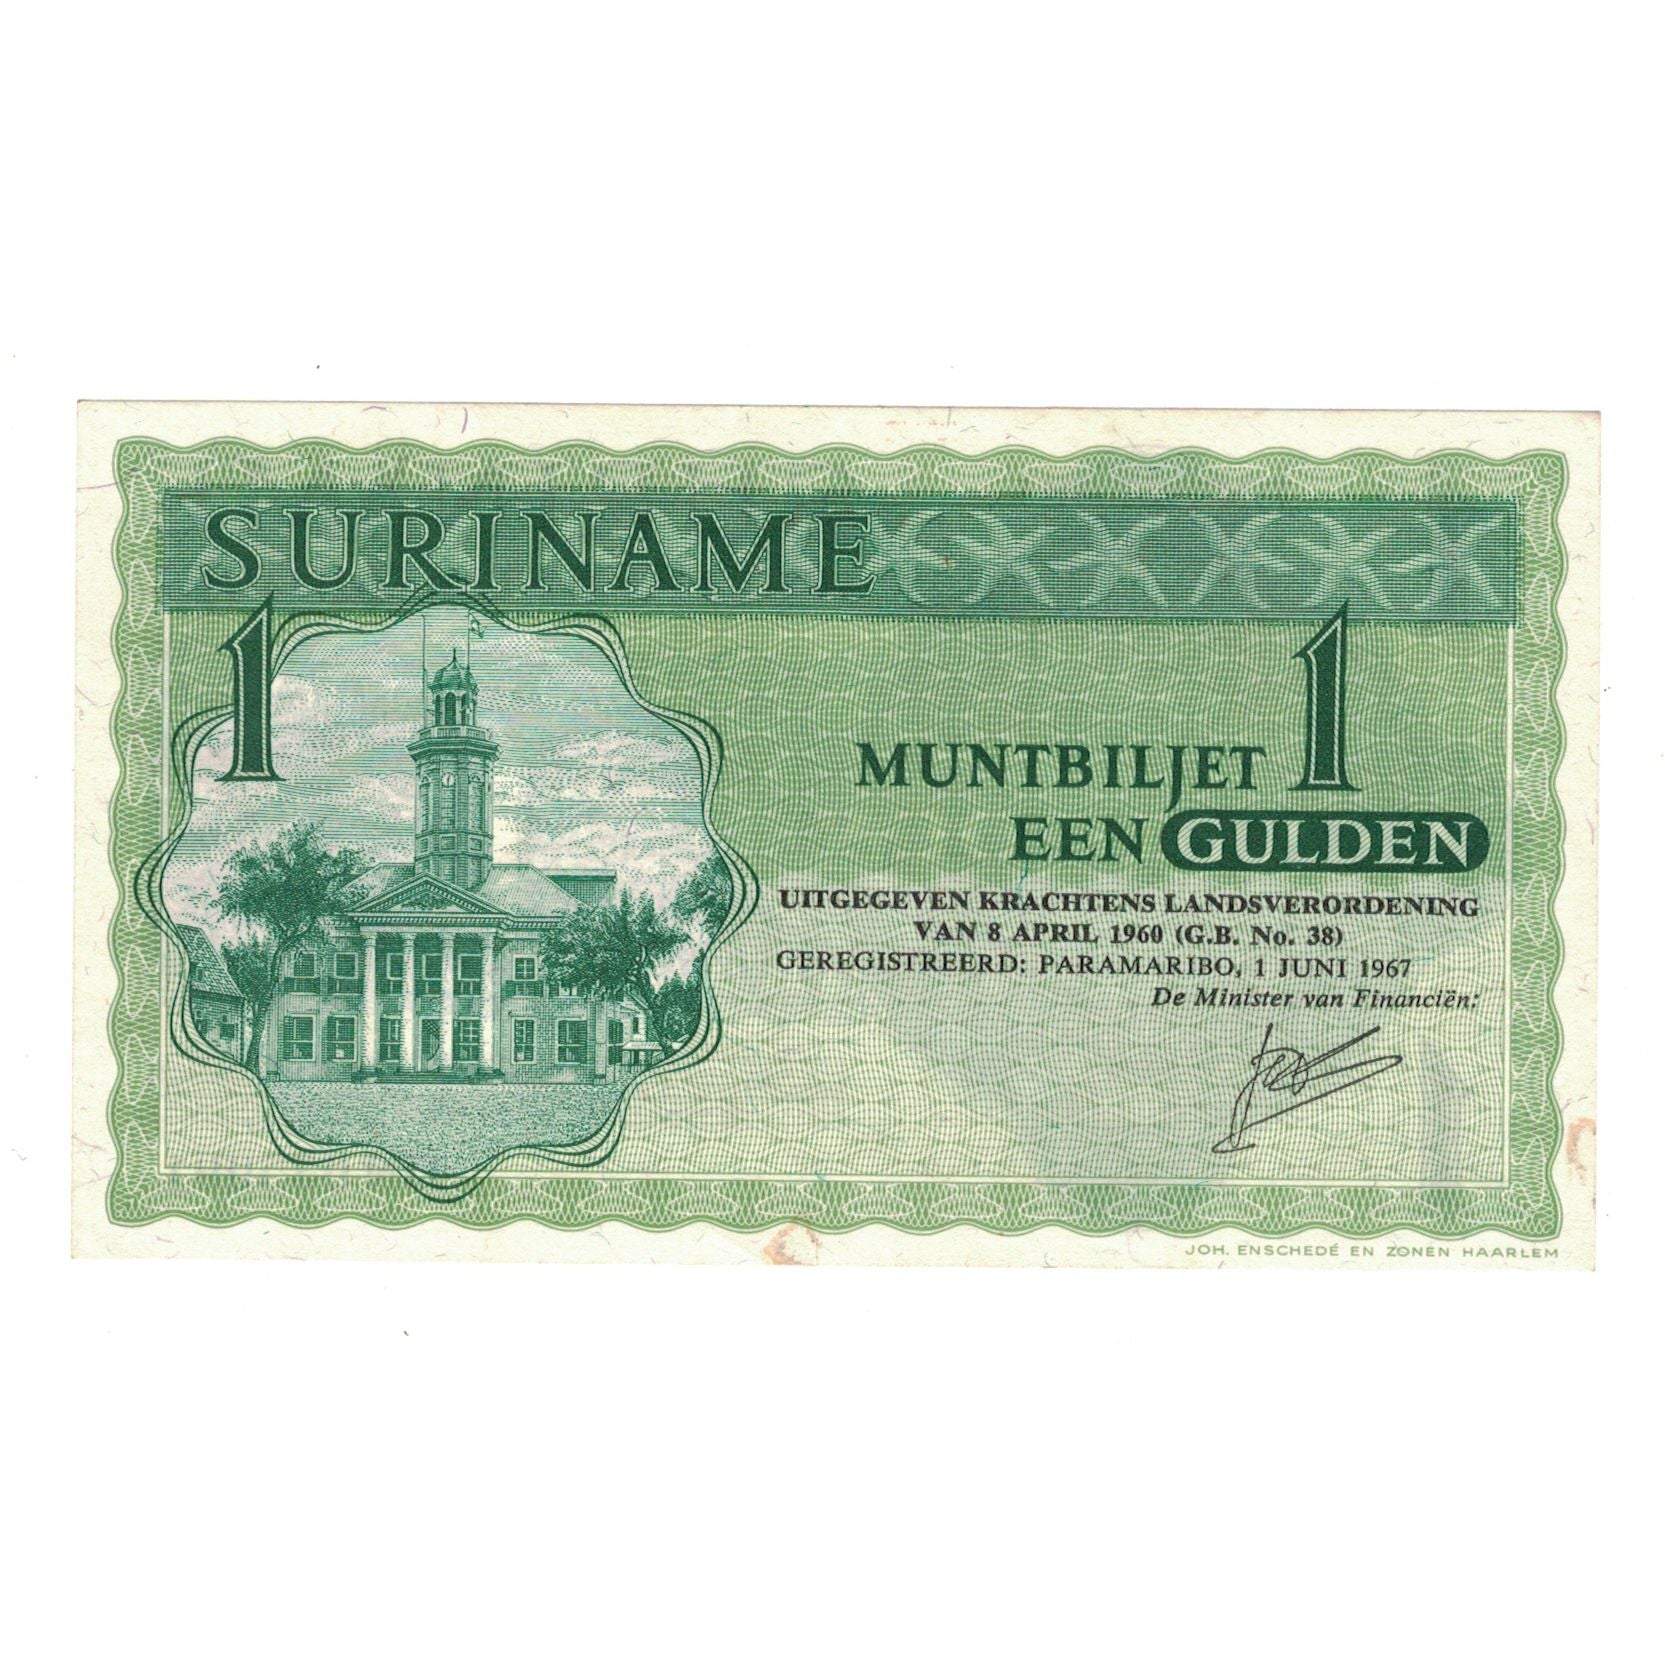 SURINAME
1
MUNTBILJET 1
EEN GULDEN
UITGEGEVEN KRACHTENS LANDSVERORDENING
VAN 8 APRIL 1960 (G.B. No. 38)
GEREGISTREERD: PARAMARIBO, 1 JUNI 1967
De Minister van Financiën:
JOH. ENSCHEDÉ EN ZONEN HAARLEM